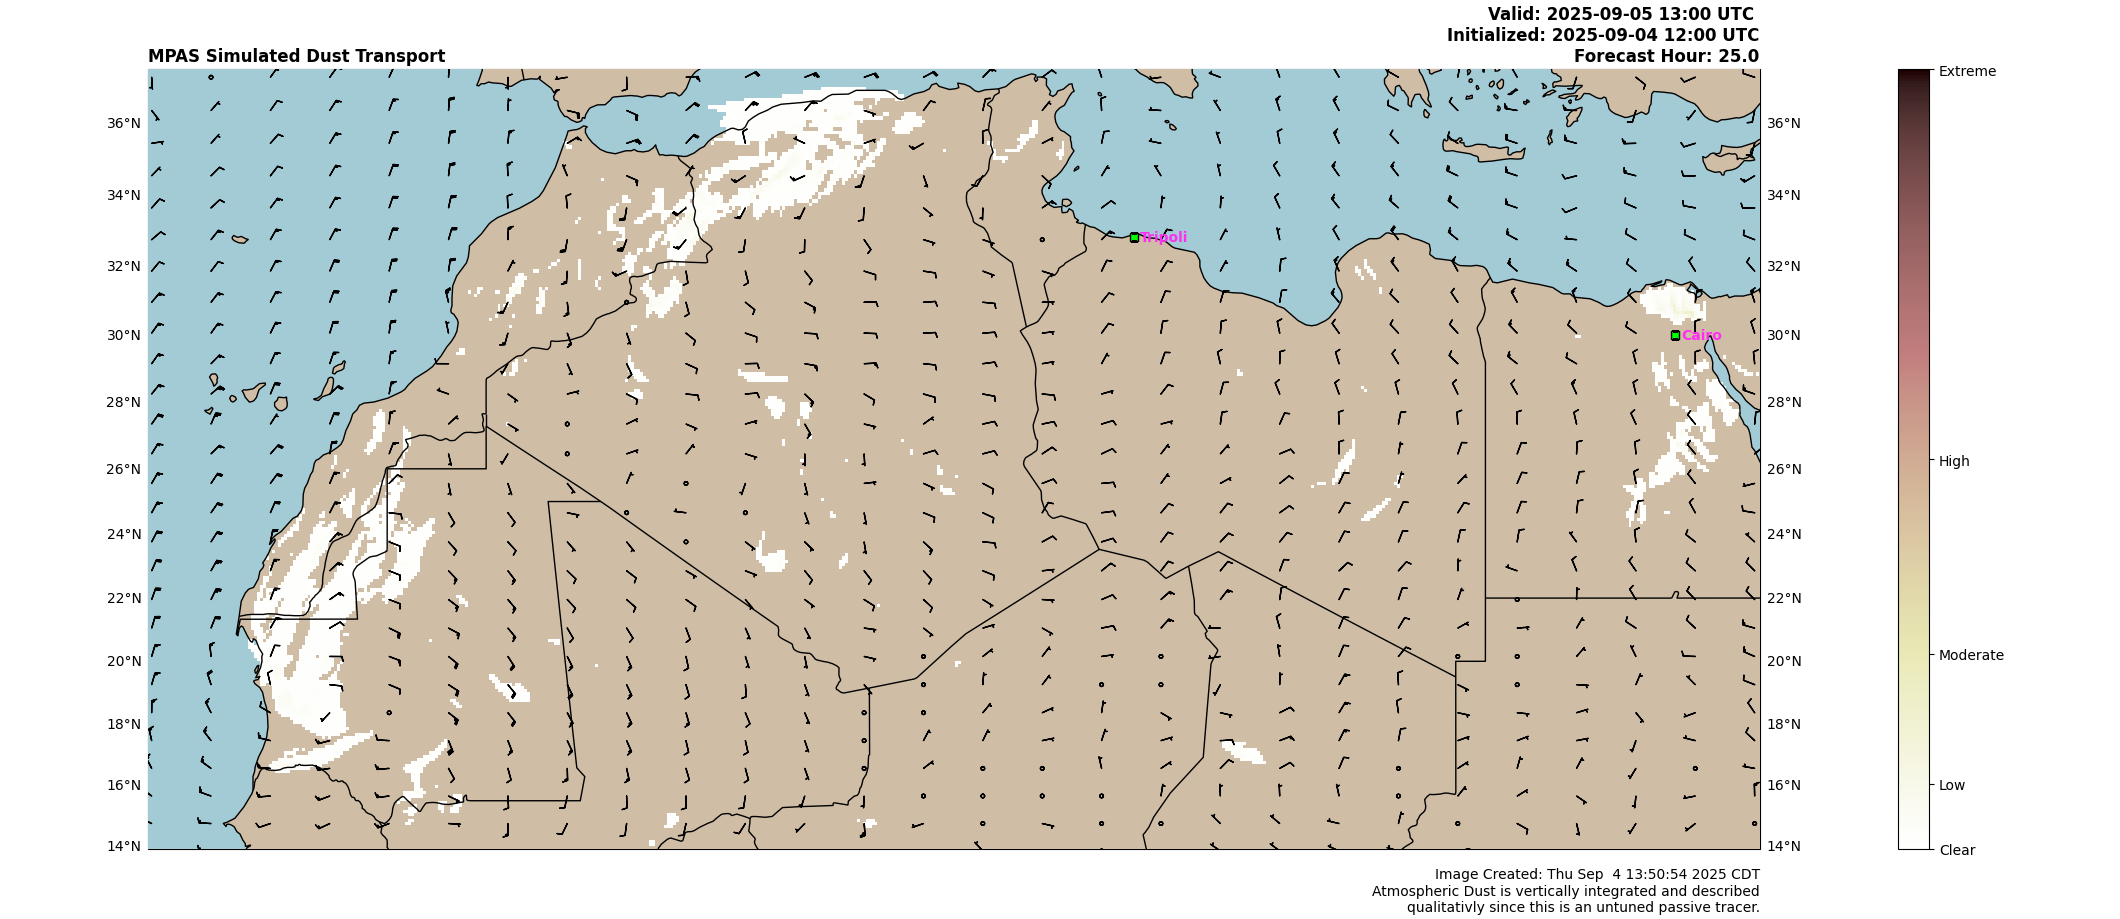 Valid: 2025-09-05 13:00 UTC
Initialized: 2025-09-04 12:00 UTC
MPAS Simulated Dust Transport
Forecast Hour: 25.0
Extreme
36°N
36°N
34°N
34°N
Tripoli
32°N
32°N
30°N
Cairo
30°N
28°N
28°N
26°N
26°N
High
24°N
24°N
22°N
22°N
20°N
20°N
Moderate
18°N
18°N
16°N
16°N
Low
14°N
14°N
Clear
Image Created: Thu Sep  4 13:50:54 2025 CDT
Atmospheric Dust is vertically integrated and described
qualitativly since this is an untuned passive tracer.